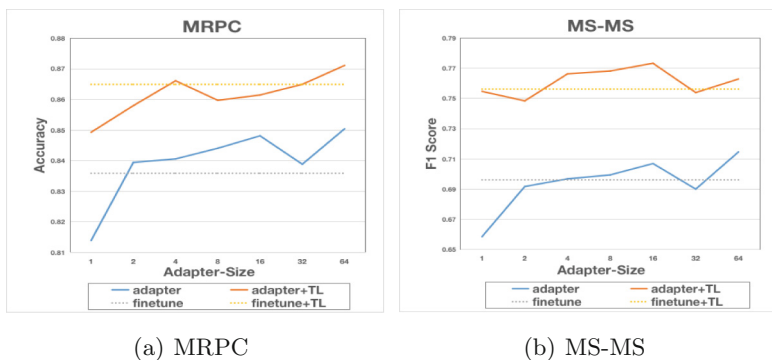 MRPC
0.88
0.87
0.86
0.85
0.84
0.83
0.82
0.81
Accuracy
1 2 4 8 16 32 64
Adapter-Size
adapter adapter+TL
finetune finetune+TL
(a) MRPC
MS-MS
0.79
0.77
0.75
0.73
0.71
0.69
0.67
0.65
F1 Score
1 2 4 8 16 32 64
Adapter-Size
adapter adapter+TL
finetune finetune+TL
(b) MS-MS